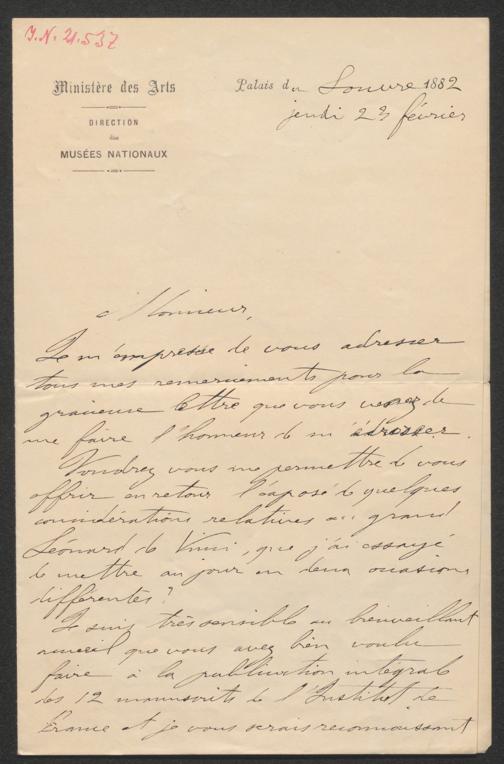 I.N. 21.537
Ministère des Arts
DIRECTION
des
MUSÉES NATIONAUX
Palais du Louvre 1882
jeudi 23 février
Monsieur,
Je m'empresse de vous adresser
tous mes remerciements pour la
gracieuse lettre que vous venez de
me faire l'honneur de m'adresser.
Voudrez vous me permettre de vous
offrir en retour l'exposé de quelques
considérations relatives au grand
Léonard de Vinci, que j'ai essayé
de mettre au jour en deux occasions
différentes?
Je suis très sensible au bienveillant
accueil que vous avez bien voulu
faire à la publication intégrale
des 12 manuscrits de l'Institut de
France et je vous serais reconnaissant